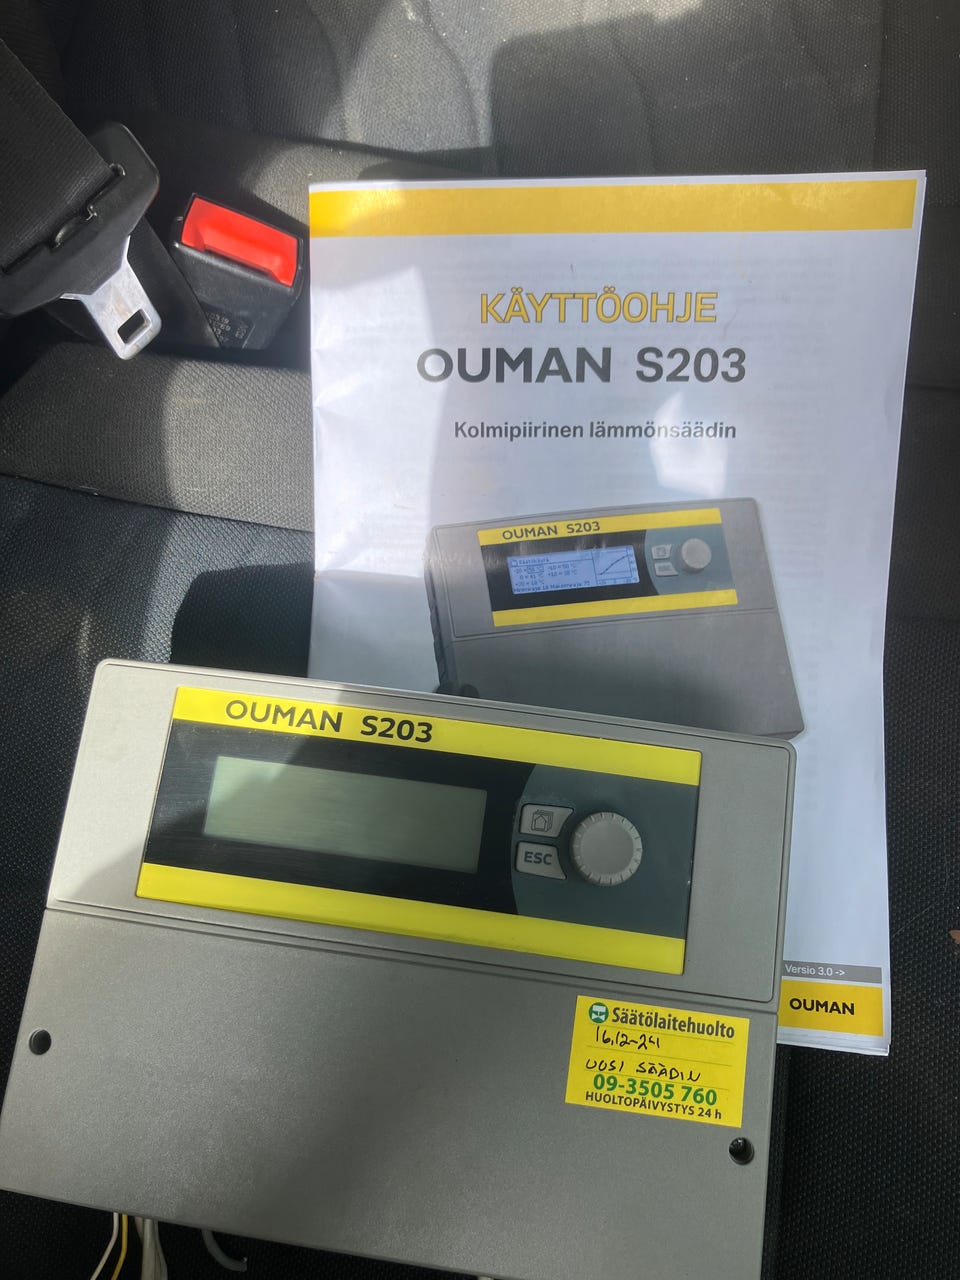 KÄYTTÖOHJE
OUMAN S203
Kolmipiirinen lämmönsäädin
OUMAN S203
Säätökäyrä
OUMAN S203
ESC
Versio 3.0 ->
OUMAN
Säätölaitehuolto
16.12-24
UUSI SÄÄDIN
09-3505 760
HUOLTOPÄIVYSTYS 24 h